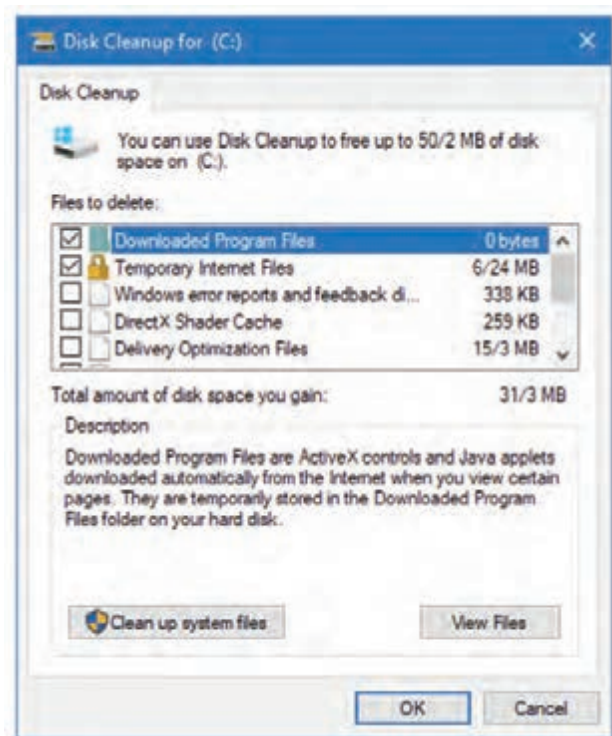 Disk Cleanup for (C:)
Disk Cleanup
You can use Disk Cleanup to free up to 50/2 MB of disk
space on (C:).
Files to delete:
Downloaded Program Files 0 bytes
Temporary Internet Files 6/24 MB
Windows error reports and feedback di... 338 KB
DirectX Shader Cache 259 KB
Delivery Optimization Files 15/3 MB
Total amount of disk space you gain: 31/3 MB
Description
Downloaded Program Files are ActiveX controls and Java applets
downloaded automatically from the Internet when you view certain
pages. They are temporarily stored in the Downloaded Program
Files folder on your hard disk.
Clean up system files View Files
OK Cancel